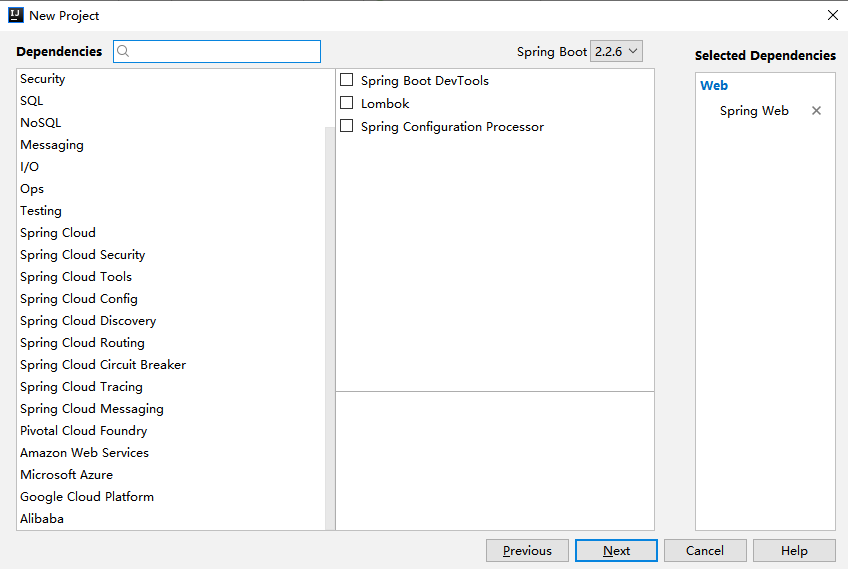 IJ New Project
Dependencies
Spring Boot 2.2.6
Selected Dependencies
Security
SQL
NoSQL
Messaging
I/O
Ops
Testing
Spring Cloud
Spring Cloud Security
Spring Cloud Tools
Spring Cloud Config
Spring Cloud Discovery
Spring Cloud Routing
Spring Cloud Circuit Breaker
Spring Cloud Tracing
Spring Cloud Messaging
Pivotal Cloud Foundry
Amazon Web Services
Microsoft Azure
Google Cloud Platform
Alibaba
Spring Boot DevTools
Lombok
Spring Configuration Processor
Web
Spring Web
Previous
Next
Cancel
Help